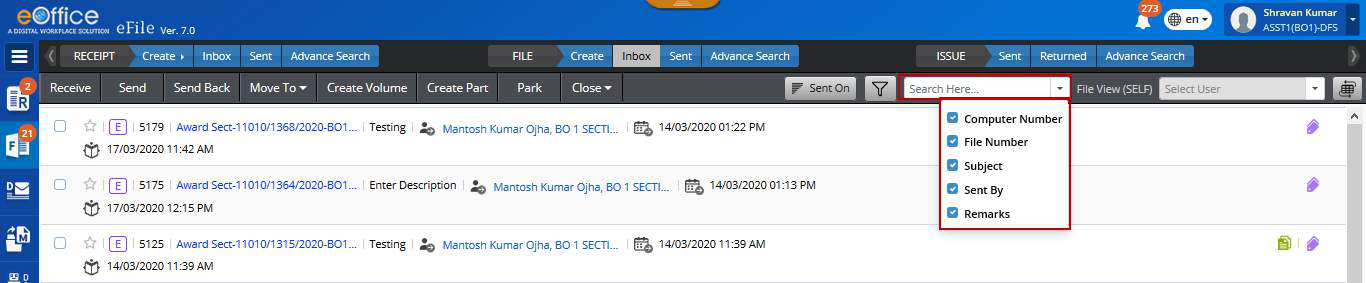 eOffice
A DIGITAL WORKPLACE SOLUTION
eFile Ver. 7.0
273
en
Shravan Kumar
ASST1(BO1)-DFS
RECEIPT Create Inbox Sent Advance Search
FILE Create Inbox Sent Advance Search
ISSUE Sent Returned Advance Search
Receive Send Send Back Move To Create Volume Create Part Park Close
Sent On
Search Here...
File View (SELF)
Select User
2
R
21
F
D
M
D
Computer Number
File Number
Subject
Sent By
Remarks
E 5179 Award Sect-11010/1368/2020-BO1... Testing Mantosh Kumar Ojha, BO 1 SECTI... 14/03/2020 01:22 PM
17/03/2020 11:42 AM
E 5175 Award Sect-11010/1364/2020-BO1... Enter Description Mantosh Kumar Ojha, BO 1 SECTI... 14/03/2020 01:13 PM
17/03/2020 12:15 PM
E 5125 Award Sect-11010/1315/2020-BO1... Testing Mantosh Kumar Ojha, BO 1 SECTI... 14/03/2020 11:39 AM
14/03/2020 11:39 AM